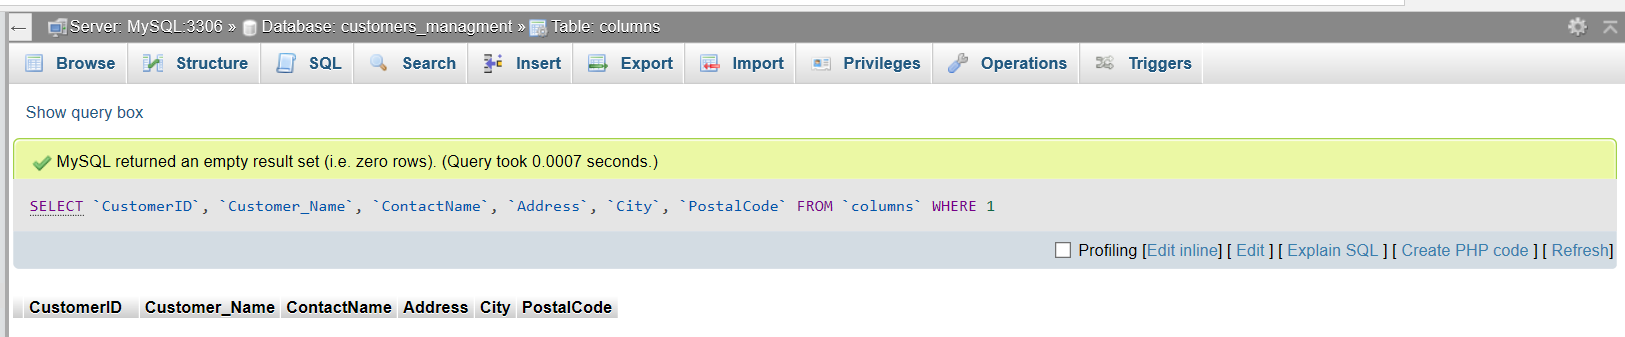 ← Server: MySQL:3306 » Database: customers_managment » Table: columns
Browse Structure SQL Search Insert Export Import Privileges Operations Triggers
Show query box
MySQL returned an empty result set (i.e. zero rows). (Query took 0.0007 seconds.)
SELECT `CustomerID`, `Customer_Name`, `ContactName`, `Address`, `City`, `PostalCode` FROM `columns` WHERE 1
Profiling [Edit inline] [ Edit ] [ Explain SQL ] [ Create PHP code ] [ Refresh]
CustomerID Customer_Name ContactName Address City PostalCode